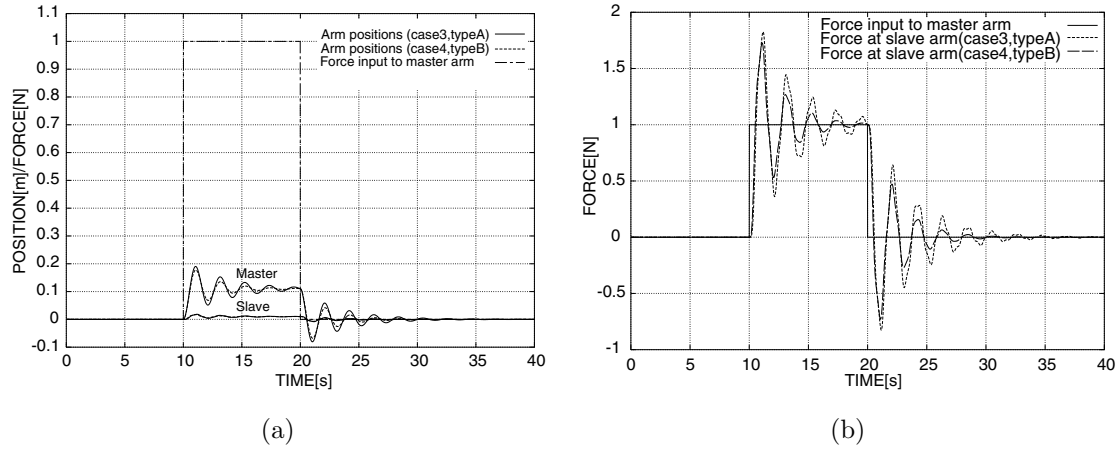 Arm positions (case3,typeA)
Arm positions (case4,typeB)
Force input to master arm
1.1
1
0.9
0.8
0.7
0.6
0.5
0.4
0.3
0.2
0.1
0
-0.1
POSITION[m]/FORCE[N]
Master
Slave
0 5 10 15 20 25 30 35 40
TIME[s]
(a)
Force input to master arm
Force at slave arm(case3,typeA)
Force at slave arm(case4,typeB)
2
1.5
1
0.5
0
-0.5
-1
FORCE[N]
0 5 10 15 20 25 30 35 40
TIME[s]
(b)